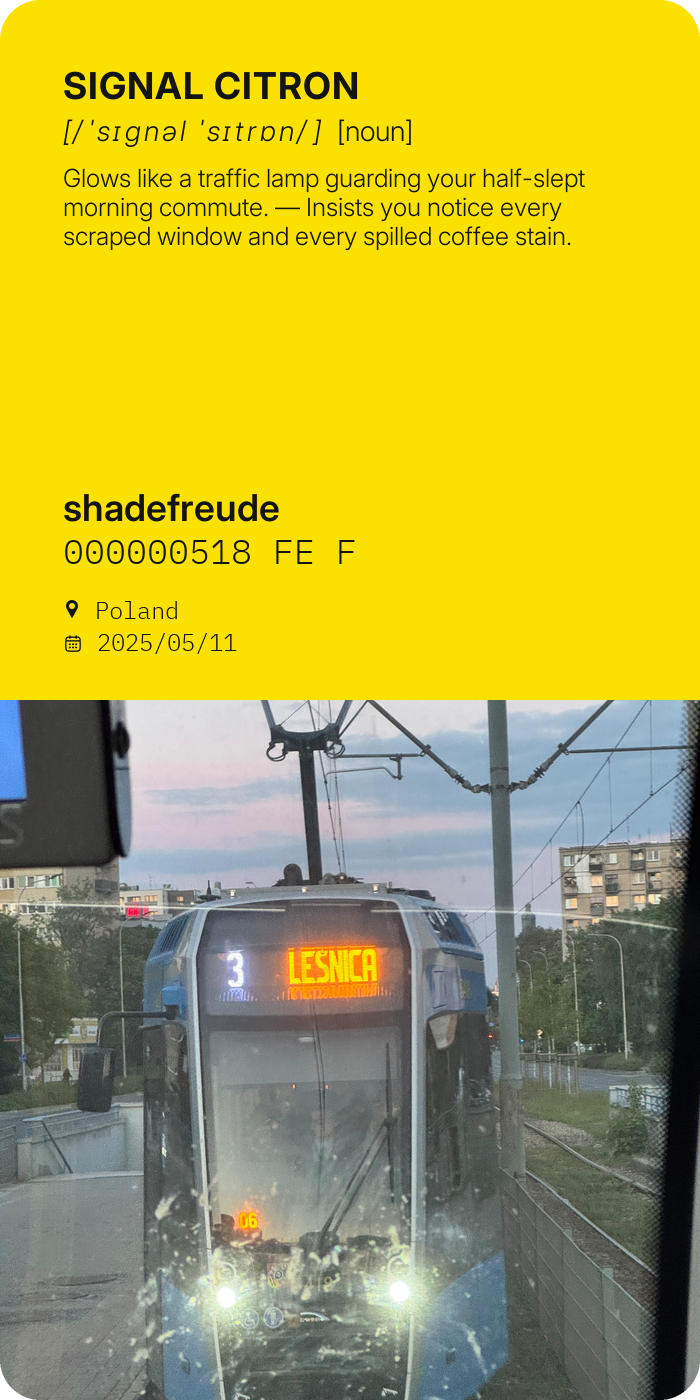 SIGNAL CITRON
[/ˈsɪɡnəl ˈsɪtrɒn/] [noun]
Glows like a traffic lamp guarding your half-slept
morning commute. — Insists you notice every
scraped window and every spilled coffee stain.
shadefreude
000000518 FE F
Poland
2025/05/11
3 LEŚNICA
06